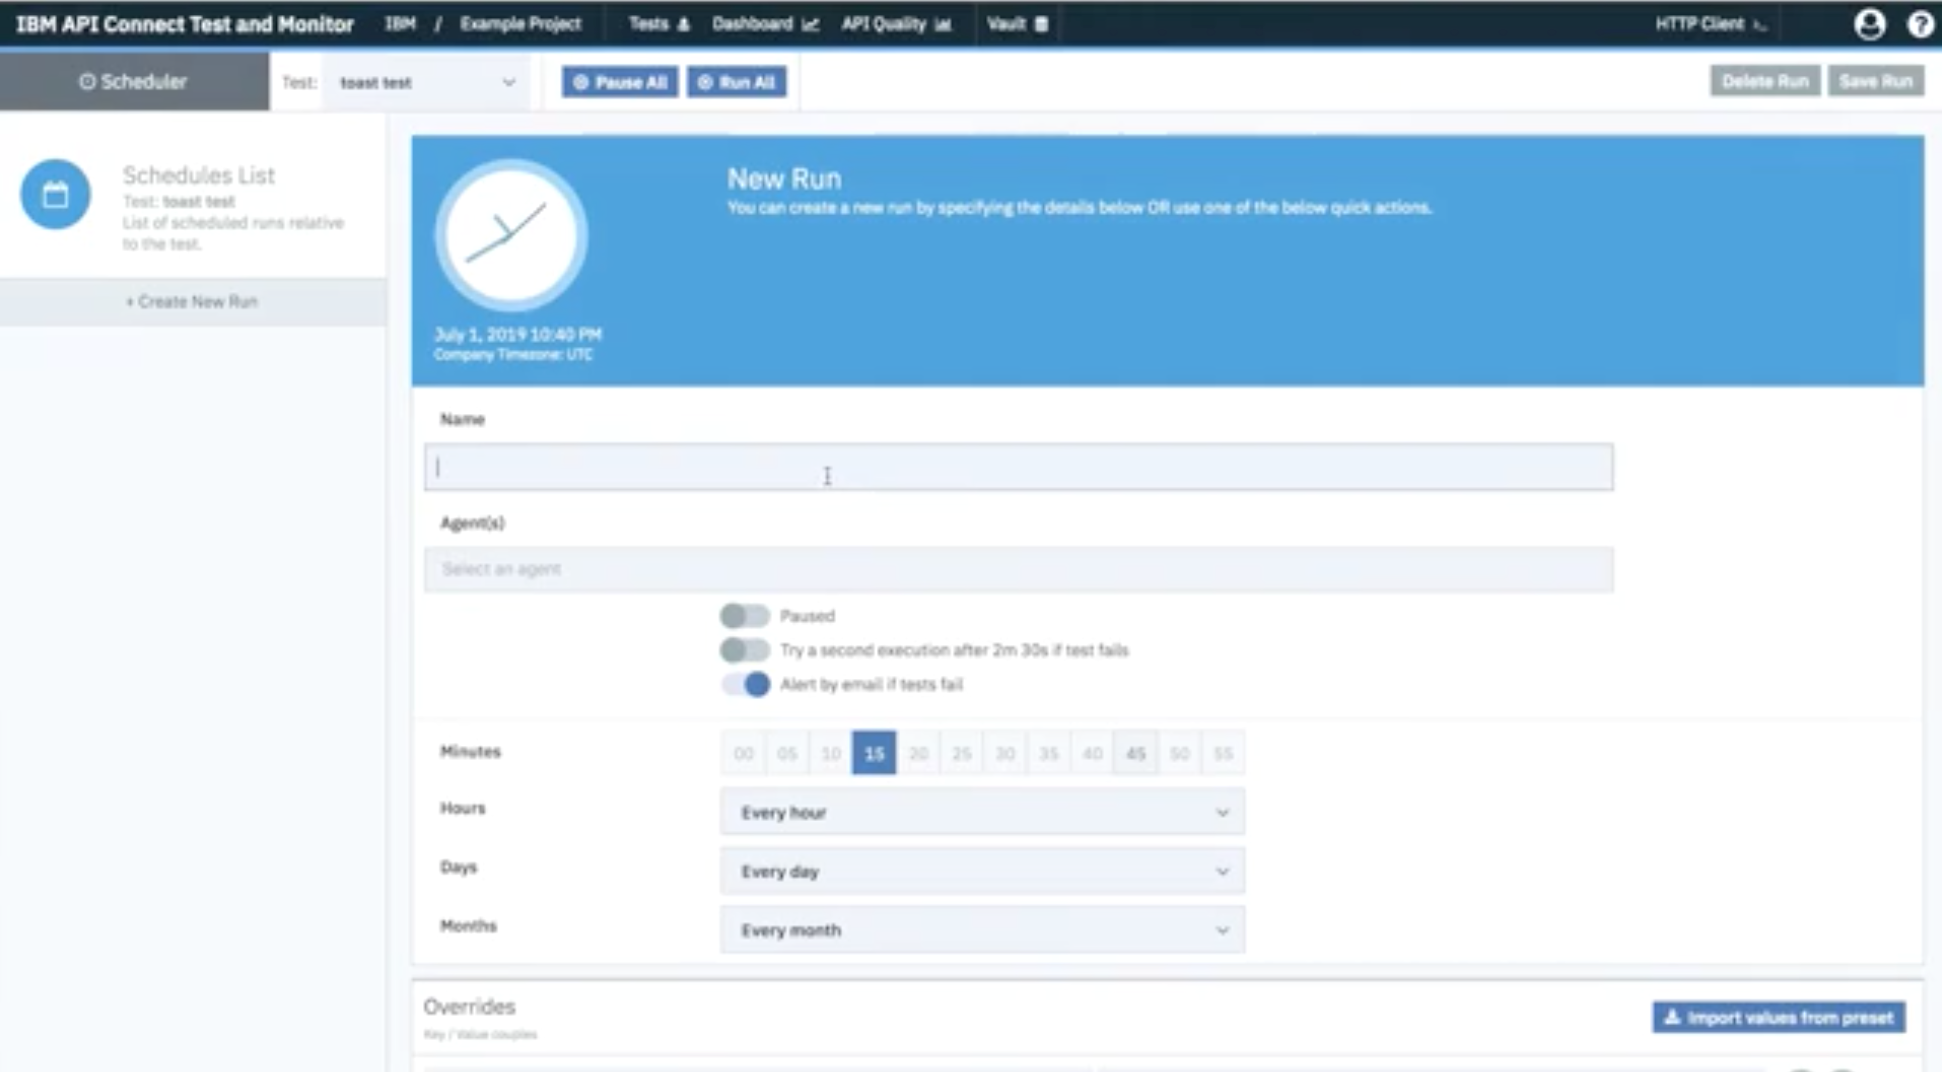 IBM API Connect Test and Monitor IBM / Example Project Tests Dashboard API Quality Vault HTTP Client
Scheduler Test: toast test Pause All Run All Delete Run Save Run
Schedules List
Test: toast test
List of scheduled runs relative
to the test.
+ Create New Run
New Run
You can create a new run by specifying the details below OR use one of the below quick actions.
July 1, 2019 10:40 PM
Company Timezone: UTC
Name
Agent(s)
Select an agent
Paused
Try a second execution after 2m 30s if test fails
Alert by email if tests fail
Minutes 00 05 10 15 20 25 30 35 40 45 50 55
Hours Every hour
Days Every day
Months Every month
Overrides
Key / Value couples
Import values from preset